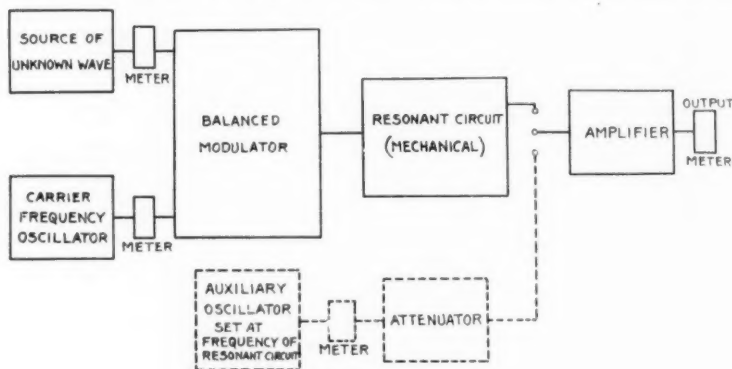 SOURCE OF
UNKNOWN WAVE
METER
BALANCED
MODULATOR
RESONANT CIRCUIT
(MECHANICAL)
AMPLIFIER
OUTPUT
METER
CARRIER
FREQUENCY
OSCILLATOR
METER
AUXILIARY
OSCILLATOR
SET AT
FREQUENCY OF
RESONANT CIRCUIT
METER
ATTENUATOR